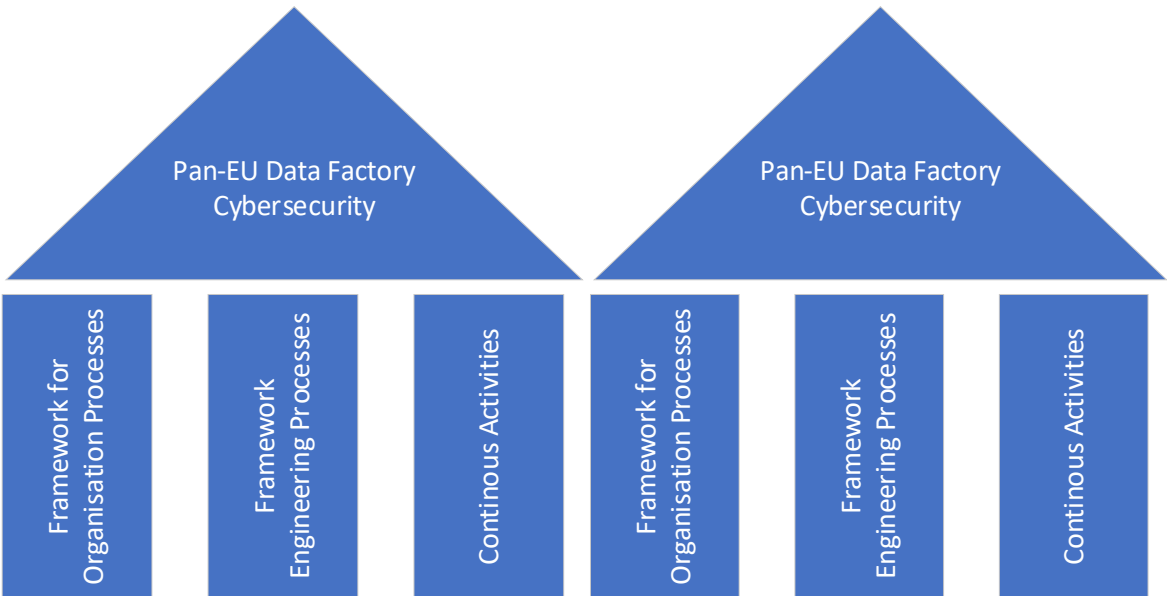 Pan-EU Data Factory
Cybersecurity
Pan-EU Data Factory
Cybersecurity
Framework for
Organisation Processes
Framework
Engineering Processes
Continous Activities
Framework for
Organisation Processes
Framework
Engineering Processes
Continous Activities